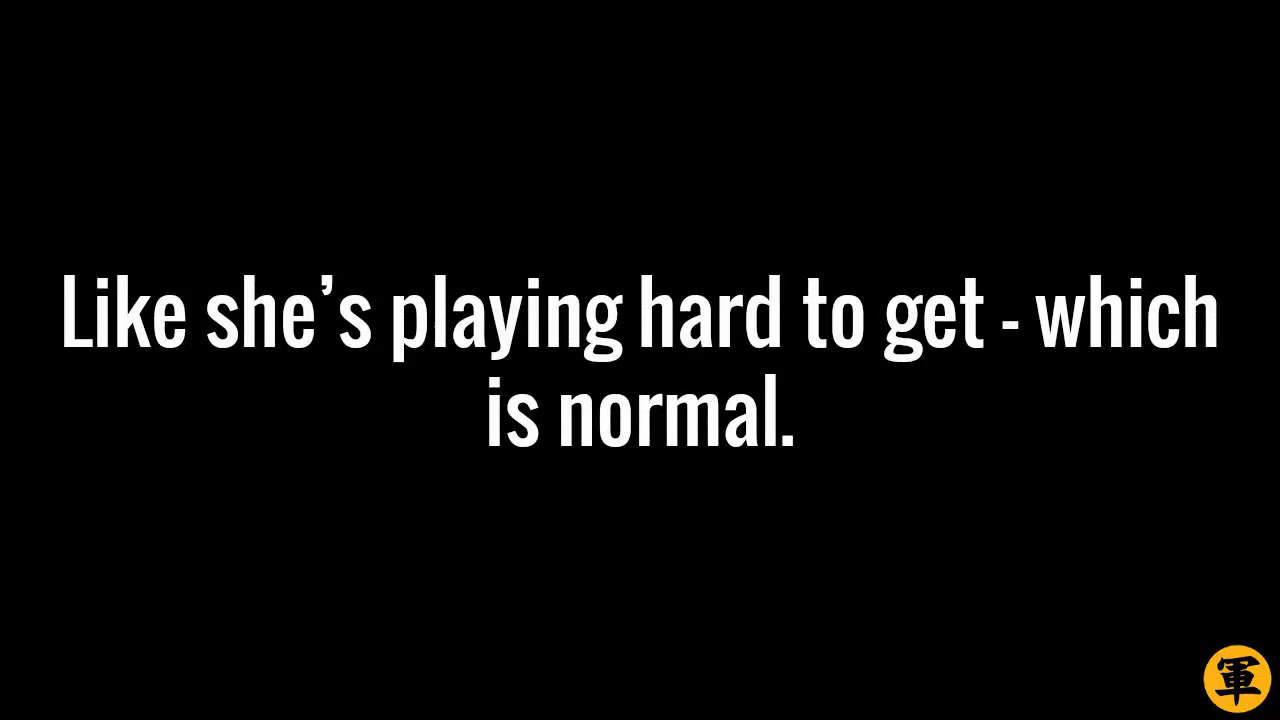 Like she’s playing hard to get - which
is normal.
軍